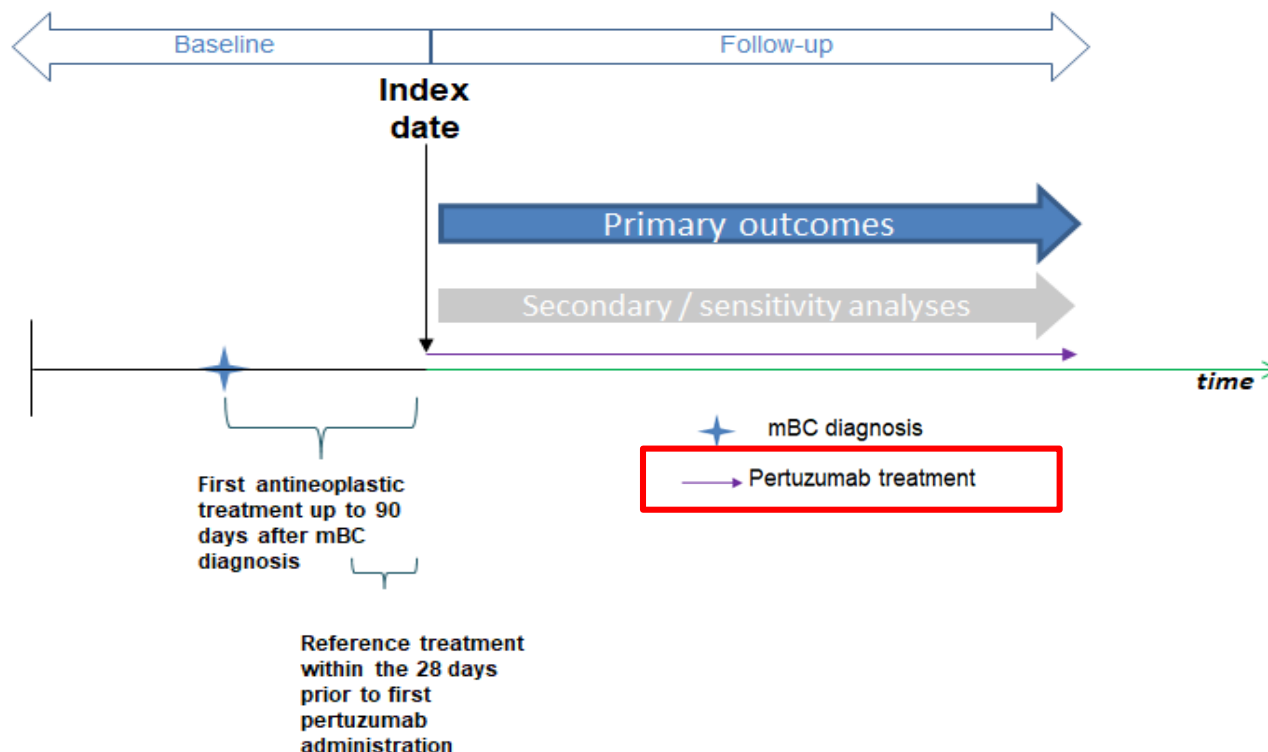 Baseline
Follow-up
Index
date
Primary outcomes
Secondary / sensitivity analyses
time
mBC diagnosis
Pertuzumab treatment
First antineoplastic
treatment up to 90
days after mBC
diagnosis
Reference treatment
within the 28 days
prior to first
pertuzumab
administration